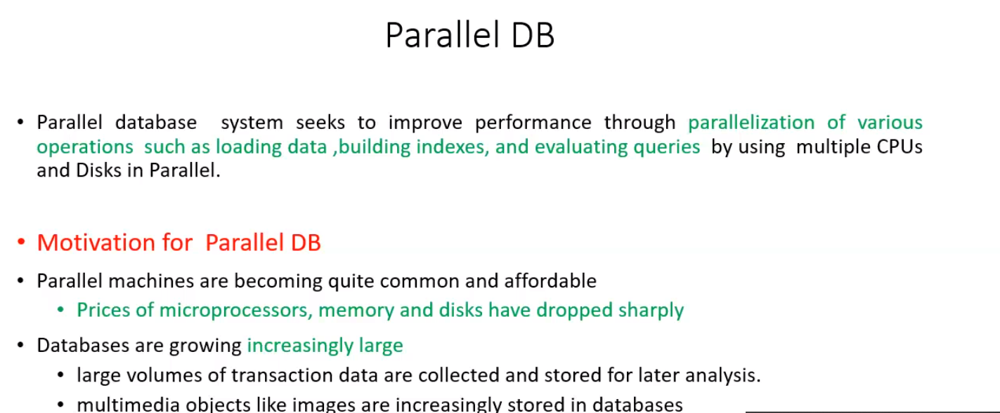 Parallel DB
• Parallel database system seeks to improve performance through parallelization of various
operations such as loading data ,building indexes, and evaluating queries by using multiple CPUs
and Disks in Parallel.
• Motivation for Parallel DB
• Parallel machines are becoming quite common and affordable
• Prices of microprocessors, memory and disks have dropped sharply
• Databases are growing increasingly large
• large volumes of transaction data are collected and stored for later analysis.
• multimedia objects like images are increasingly stored in databases